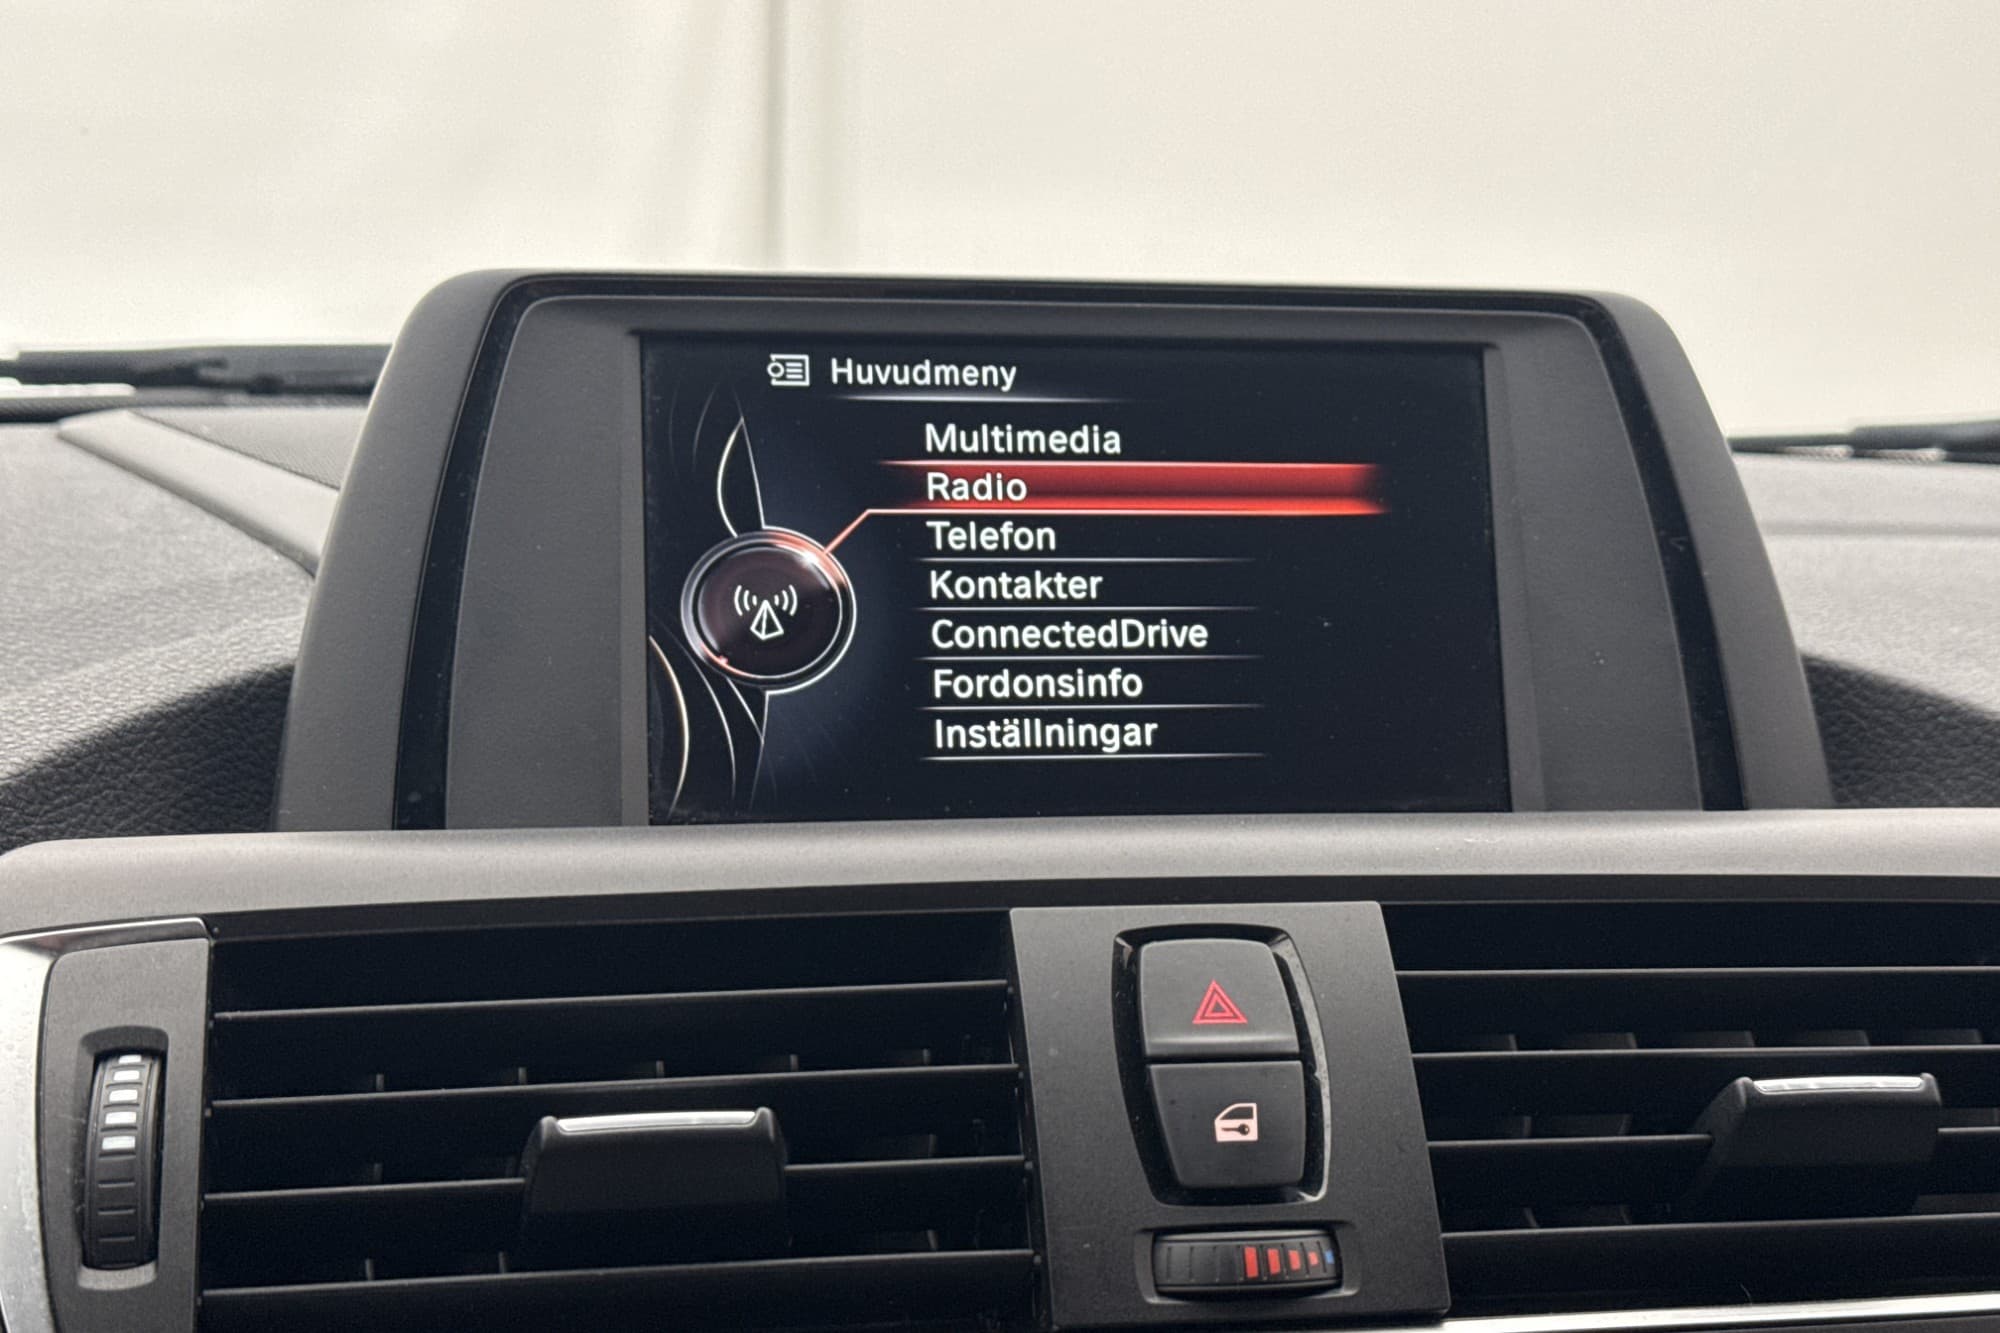 Huvudmeny
Multimedia
Radio
Telefon
Kontakter
ConnectedDrive
Fordonsinfo
Inställningar